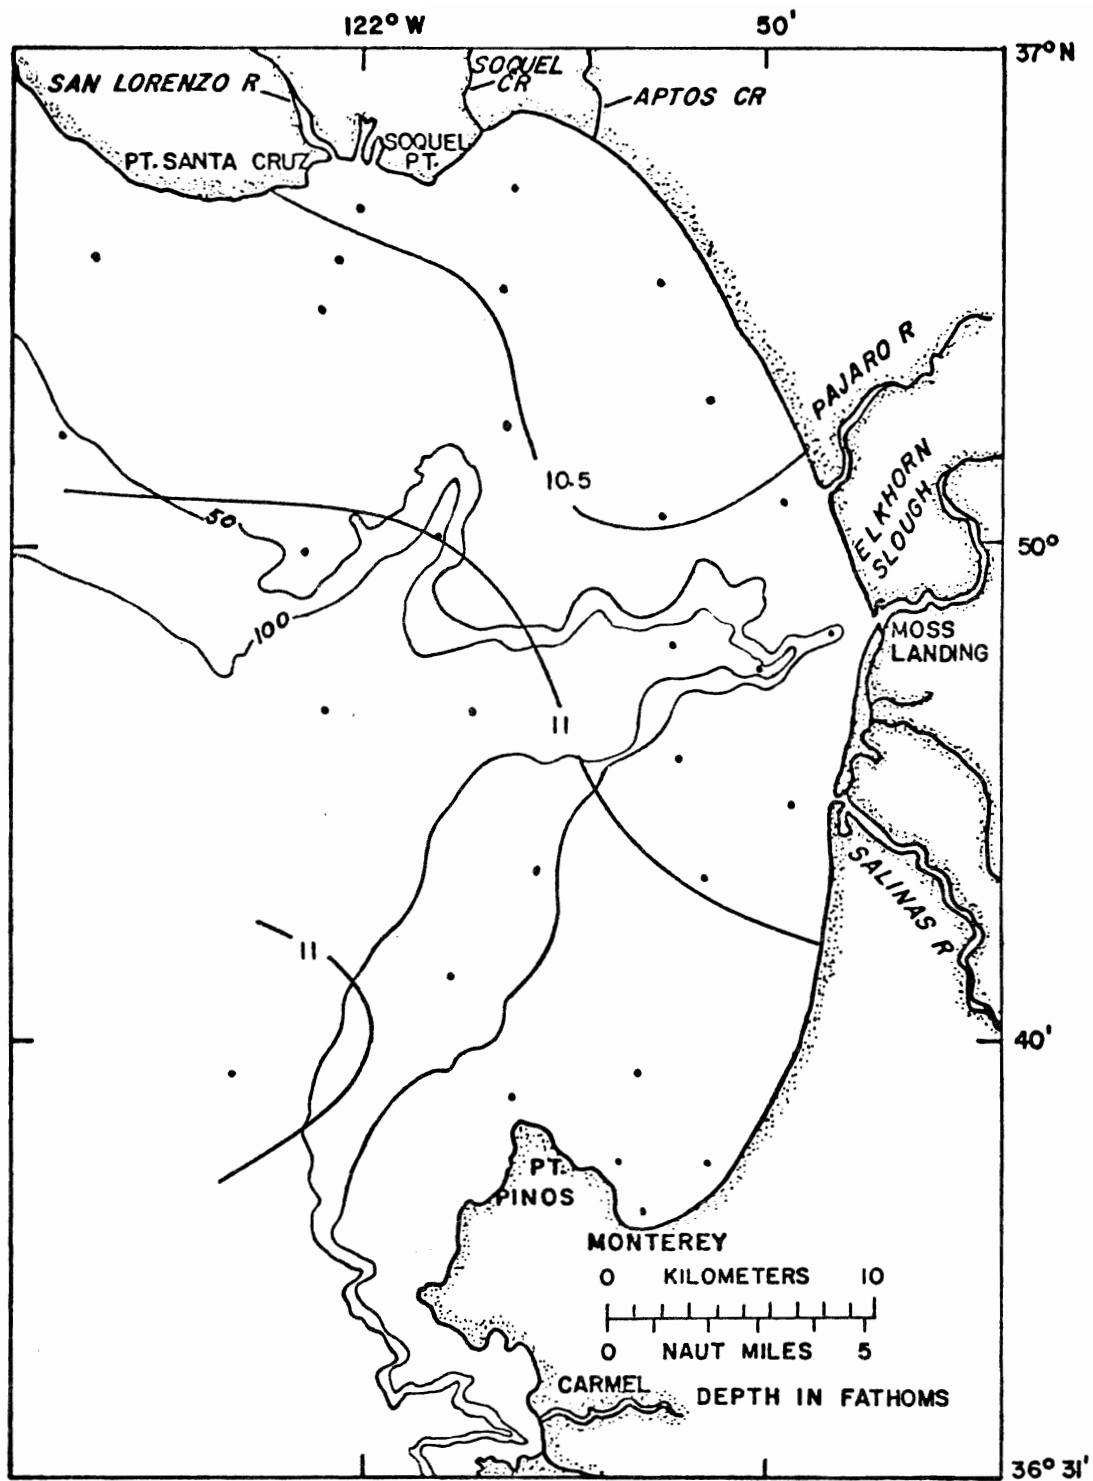 122° W
50'
37° N
SAN LORENZO R
SOQUEL
CR
APTOS CR
PT. SANTA CRUZ
SOQUEL
PT.
PAJARO R
10.5
ELKHORN
SLOUGH
50
50°
100
MOSS
LANDING
11
SALINAS R
11
40'
PT.
PINOS
MONTEREY
0 KILOMETERS 10
0 NAUT MILES 5
CARMEL
DEPTH IN FATHOMS
36° 31'